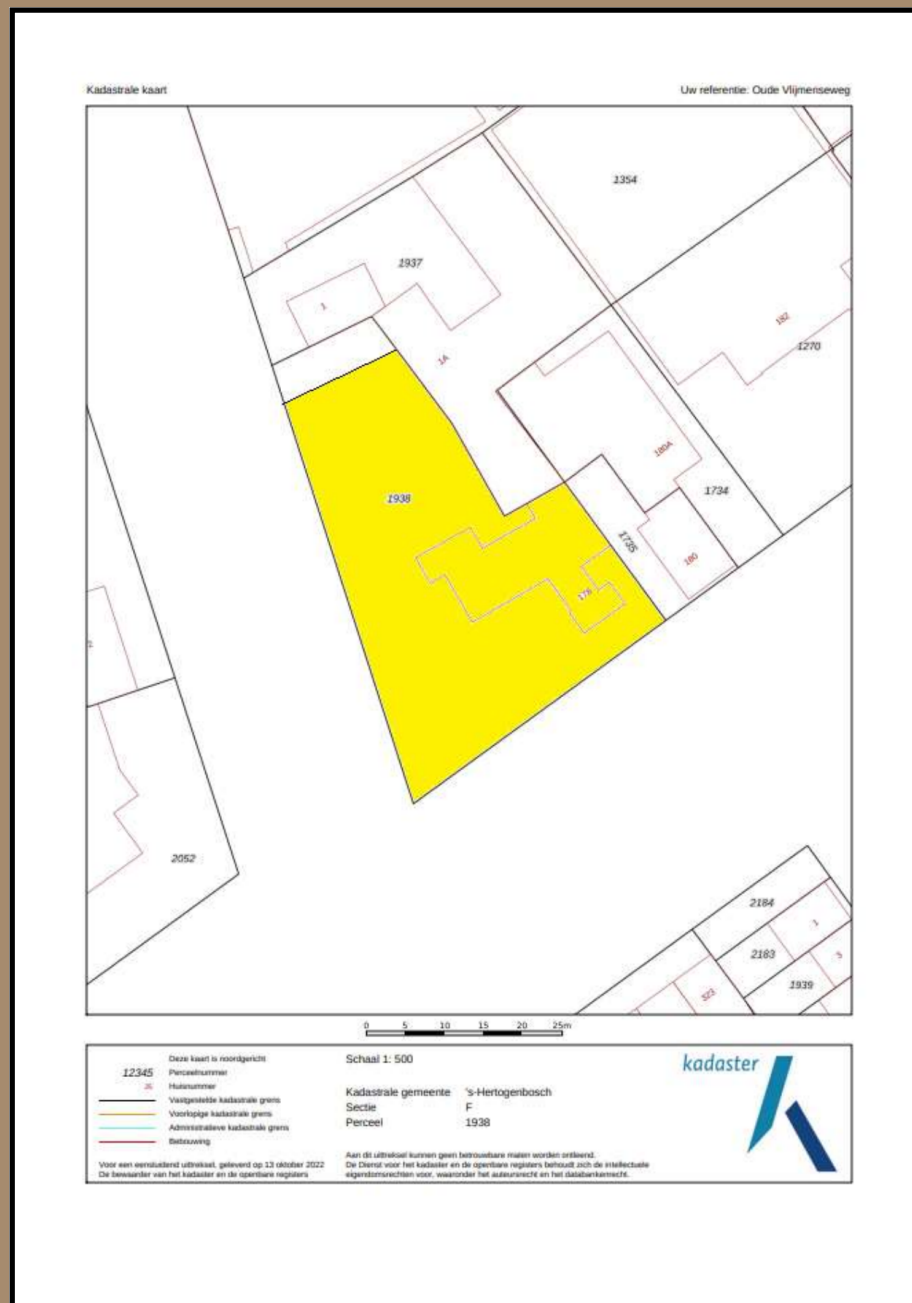 Kadastrale kaart
Uw referentie: Oude Vlijmenseweg
1354
1937
1
182
1270
1A
180A
1938
1734
1735
180
178
2052
2184
1
2183
3
1939
323
0 5 10 15 20 25m
Deze kaart is noordgericht
12345 Perceelnummer
25 Huisnummer
Vastgestelde kadastrale grens
Voorlopige kadastrale grens
Administratieve kadastrale grens
Bebouwing
Voor een eensluidend uittreksel, geleverd op 13 oktober 2022
De bewaarder van het kadaster en de openbare registers
Schaal 1: 500
Kadastrale gemeente 's-Hertogenbosch
Sectie F
Perceel 1938
Aan dit uittreksel kunnen geen betrouwbare maten worden ontleend.
De Dienst voor het kadaster en de openbare registers behoudt zich de intellectuele
eigendomsrechten voor, waaronder het auteursrecht en het databankenrecht.
kadaster